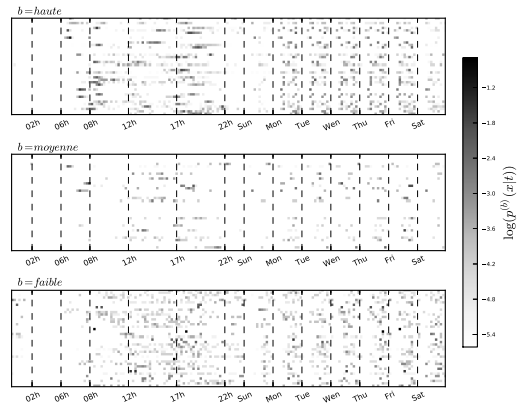 b=haute
02h 06h 08h 12h 17h 22h Sun Mon Tue Wen Thu Fri Sat
b=moyenne
02h 06h 08h 12h 17h 22h Sun Mon Tue Wen Thu Fri Sat
b=faible
02h 06h 08h 12h 17h 22h Sun Mon Tue Wen Thu Fri Sat
−1.2
−1.8
−2.4
−3.0
−3.6
−4.2
−4.8
−5.4
log(p^(b)(x|t))